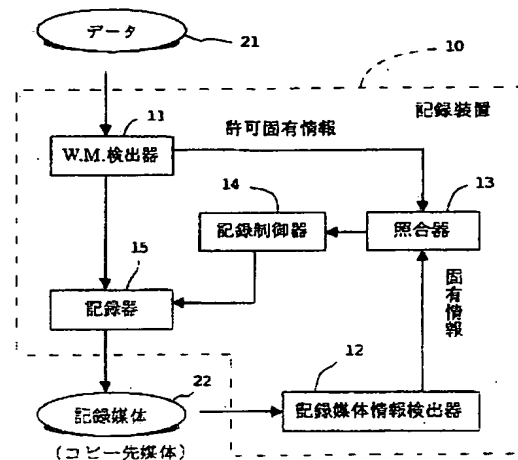 データ
21
10
記録装置
11
W.M.検出器
許可固有情報
14
13
記録制御器
照合器
15
記録器
固有情報
22
12
記録媒体
記録媒体情報検出器
(コピー先媒体)